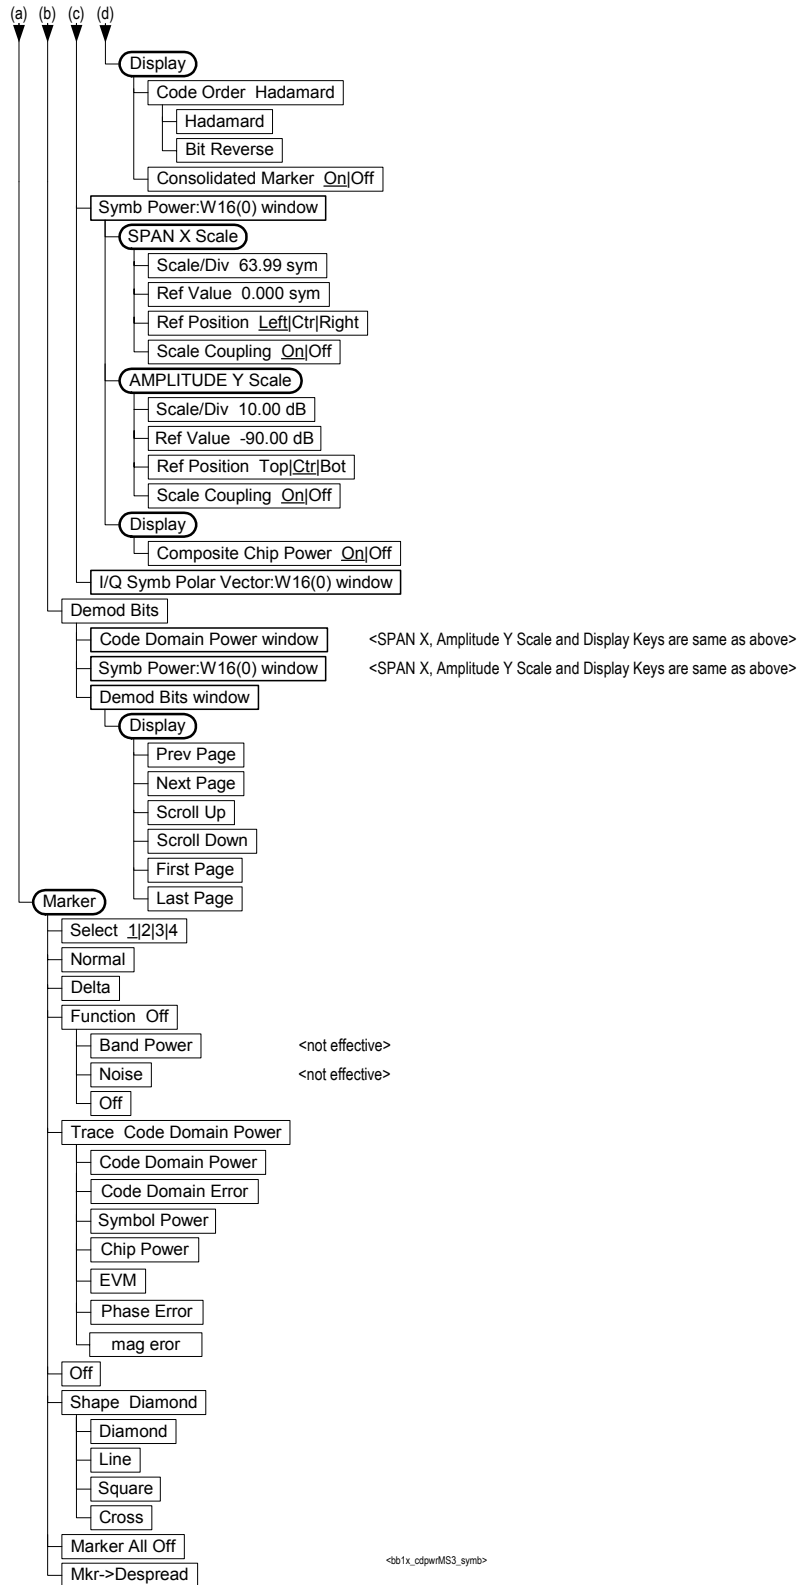 (a) (b) (c) (d)
Display
Code Order Hadamard
Hadamard
Bit Reverse
Consolidated Marker On|Off
Symb Power:W16(0) window
SPAN X Scale
Scale/Div 63.99 sym
Ref Value 0.000 sym
Ref Position Left|Ctr|Right
Scale Coupling On|Off
AMPLITUDE Y Scale
Scale/Div 10.00 dB
Ref Value -90.00 dB
Ref Position Top|Ctr|Bot
Scale Coupling On|Off
Display
Composite Chip Power On|Off
I/Q Symb Polar Vector:W16(0) window
Demod Bits
Code Domain Power window <SPAN X, Amplitude Y Scale and Display Keys are same as above>
Symb Power:W16(0) window <SPAN X, Amplitude Y Scale and Display Keys are same as above>
Demod Bits window
Display
Prev Page
Next Page
Scroll Up
Scroll Down
First Page
Last Page
Marker
Select 1|2|3|4
Normal
Delta
Function Off
Band Power <not effective>
Noise <not effective>
Off
Trace Code Domain Power
Code Domain Power
Code Domain Error
Symbol Power
Chip Power
EVM
Phase Error
mag eror
Off
Shape Diamond
Diamond
Line
Square
Cross
Marker All Off
Mkr->Despread
<bb1x_cdpwrMS3_symb>